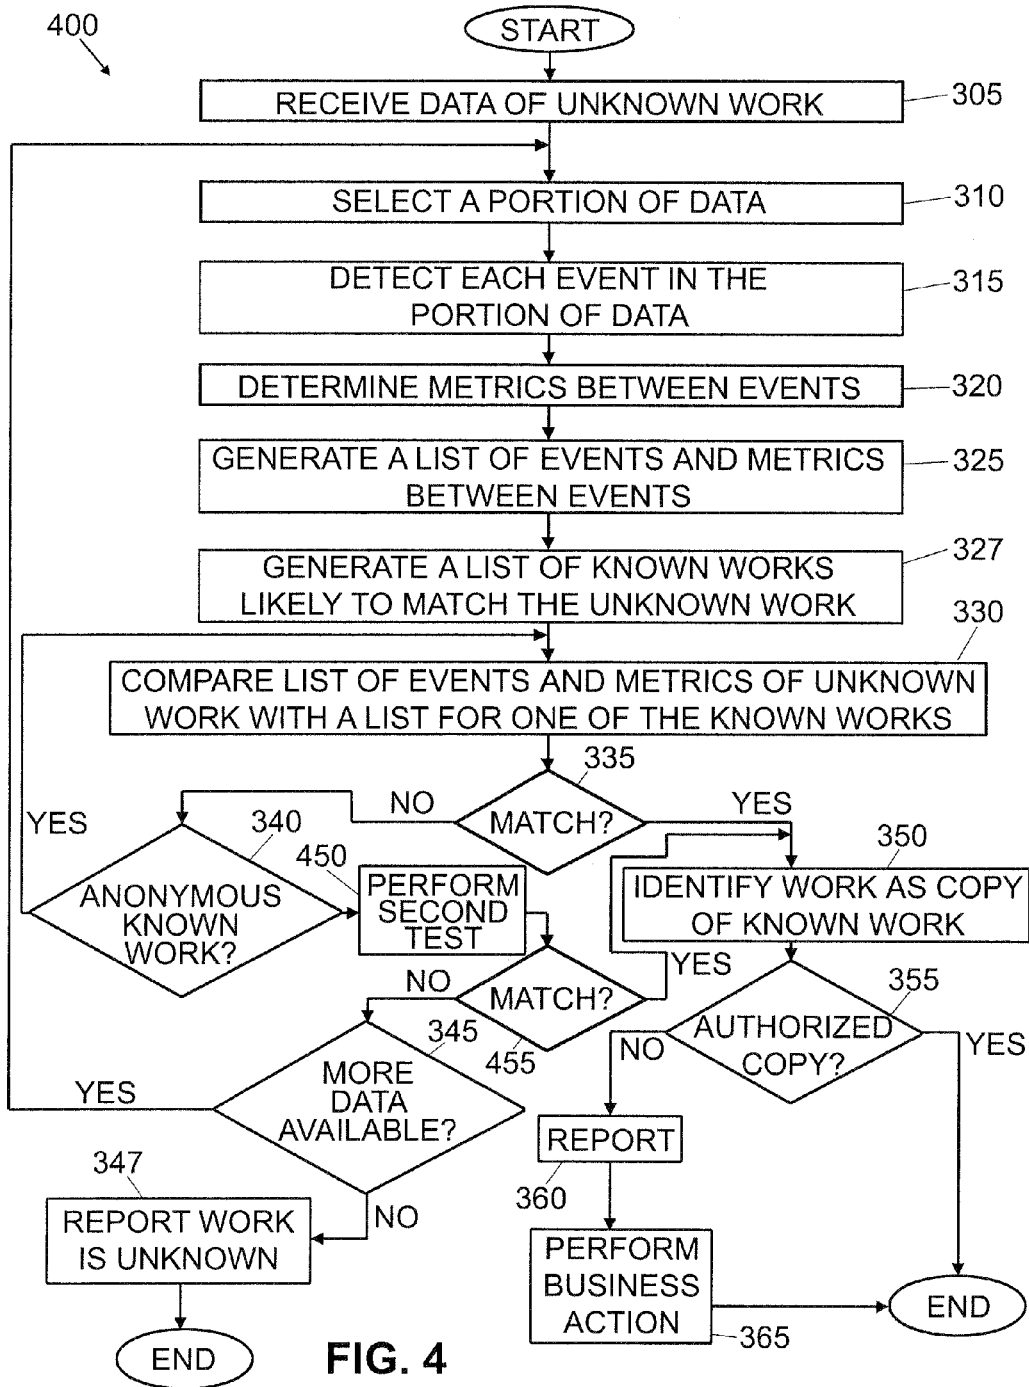 400
START
RECEIVE DATA OF UNKNOWN WORK
305
SELECT A PORTION OF DATA
310
DETECT EACH EVENT IN THE
PORTION OF DATA
315
DETERMINE METRICS BETWEEN EVENTS
320
GENERATE A LIST OF EVENTS AND METRICS
BETWEEN EVENTS
325
GENERATE A LIST OF KNOWN WORKS
LIKELY TO MATCH THE UNKNOWN WORK
327
330
COMPARE LIST OF EVENTS AND METRICS OF UNKNOWN
WORK WITH A LIST FOR ONE OF THE KNOWN WORKS
335
MATCH?
NO
YES
YES
340
ANONYMOUS
KNOWN
WORK?
450
PERFORM
SECOND
TEST
350
IDENTIFY WORK AS COPY
OF KNOWN WORK
MATCH?
455
NO
YES
355
AUTHORIZED
COPY?
NO
YES
345
MORE
DATA
AVAILABLE?
YES
NO
REPORT
360
347
REPORT WORK
IS UNKNOWN
PERFORM
BUSINESS
ACTION
365
END
END
FIG. 4